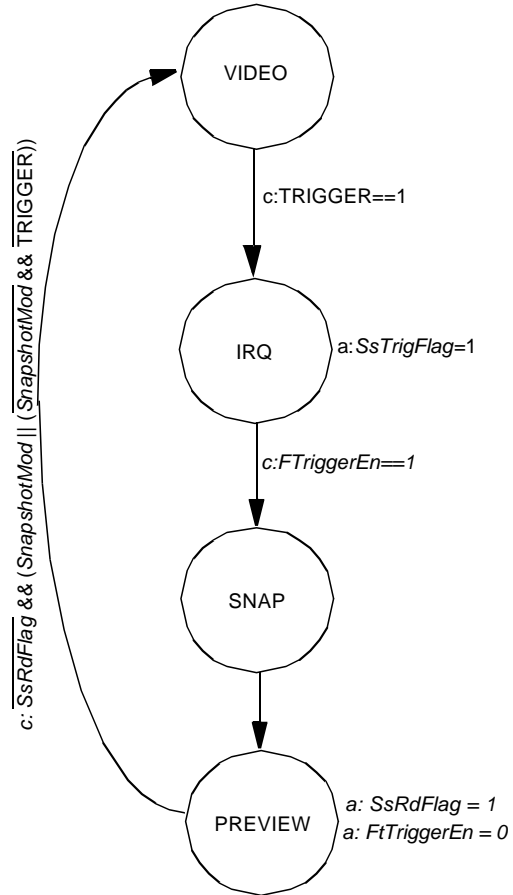 VIDEO
c:TRIGGER==1
IRQ
a:SsTrigFlag=1
c:FTriggerEn==1
SNAP
PREVIEW
a: SsRdFlag = 1
a: FtTriggerEn = 0
c: SsRdFlag && (SnapshotMod || (SnapshotMod && TRIGGER))